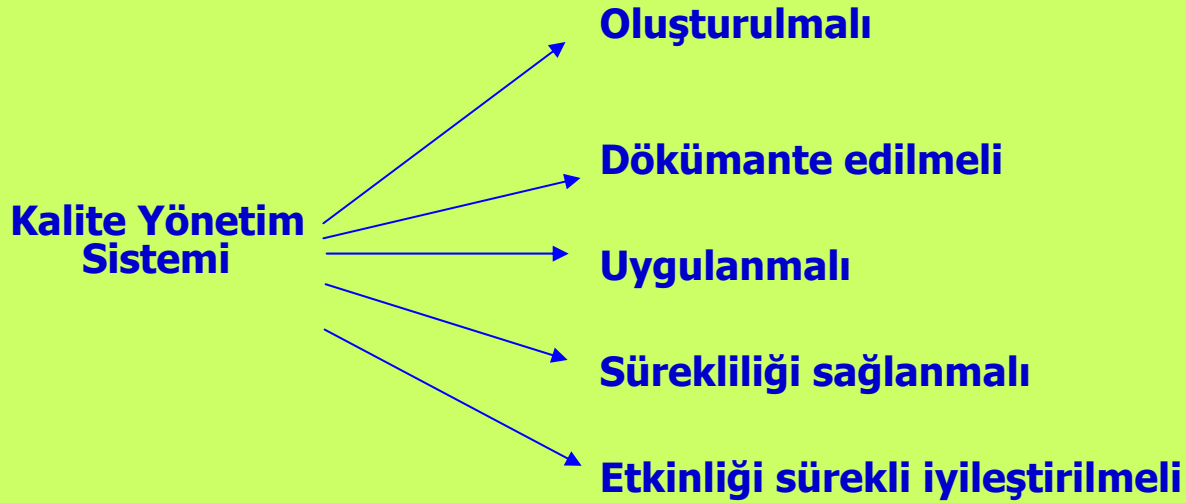 Oluşturulmalı
Dökümante edilmeli
Kalite Yönetim
Sistemi
Uygulanmalı
Sürekliliği sağlanmalı
Etkinliği sürekli iyileştirilmeli